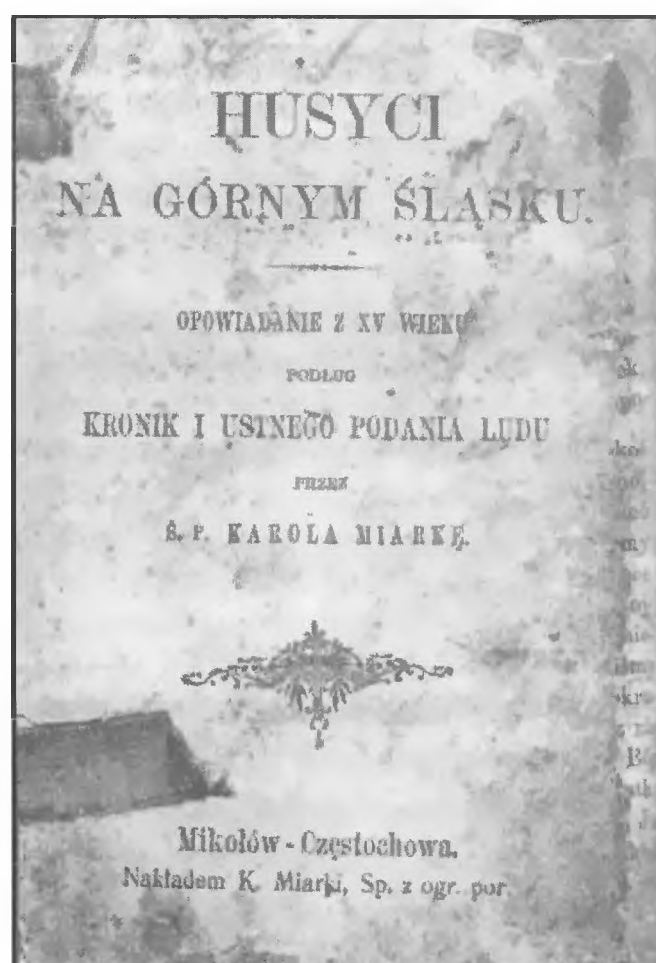 HUSYCI
NA GÓRNYM ŚLĄSKU.
OPOWIADANIE Z XV WIEKU
PODŁUG
KRONIK I USTNEGO PODANIA LUDU
PRZEZ
Ś. P. KAROLA MIARKĘ.
Mikołów-Częstochowa.
Nakładem K. Miarki, Sp. z ogr. por.